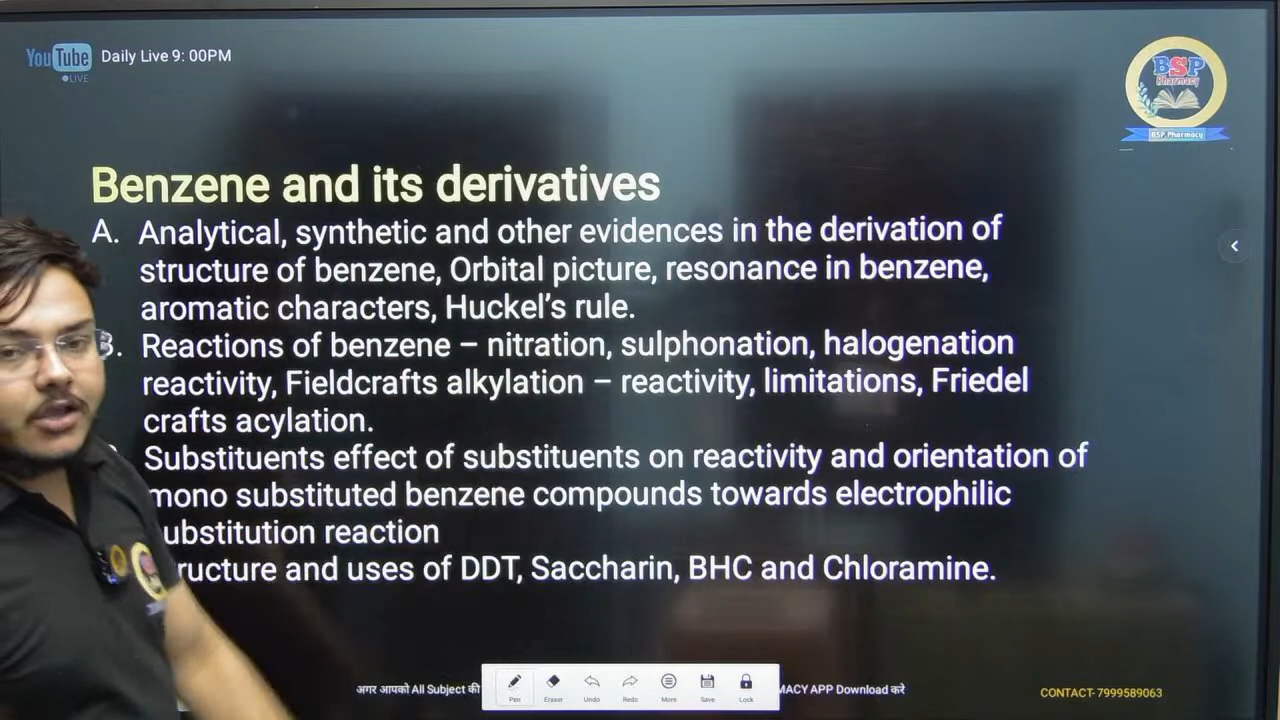 YouTube Daily Live 9: 00PM
LIVE
BSP
Pharmacy
BSP Pharmacy
Benzene and its derivatives
A. Analytical, synthetic and other evidences in the derivation of
structure of benzene, Orbital picture, resonance in benzene,
aromatic characters, Huckel's rule.
B. Reactions of benzene – nitration, sulphonation, halogenation
reactivity, Fieldcrafts alkylation – reactivity, limitations, Friedel
crafts acylation.
Substituents effect of substituents on reactivity and orientation of
mono substituted benzene compounds towards electrophilic
ubstitution reaction
ructure and uses of DDT, Saccharin, BHC and Chloramine.
अगर आपको All Subject की MACY APP Download करे
Pen Eraser Undo Redo More Save Lock
CONTACT- 7999589063